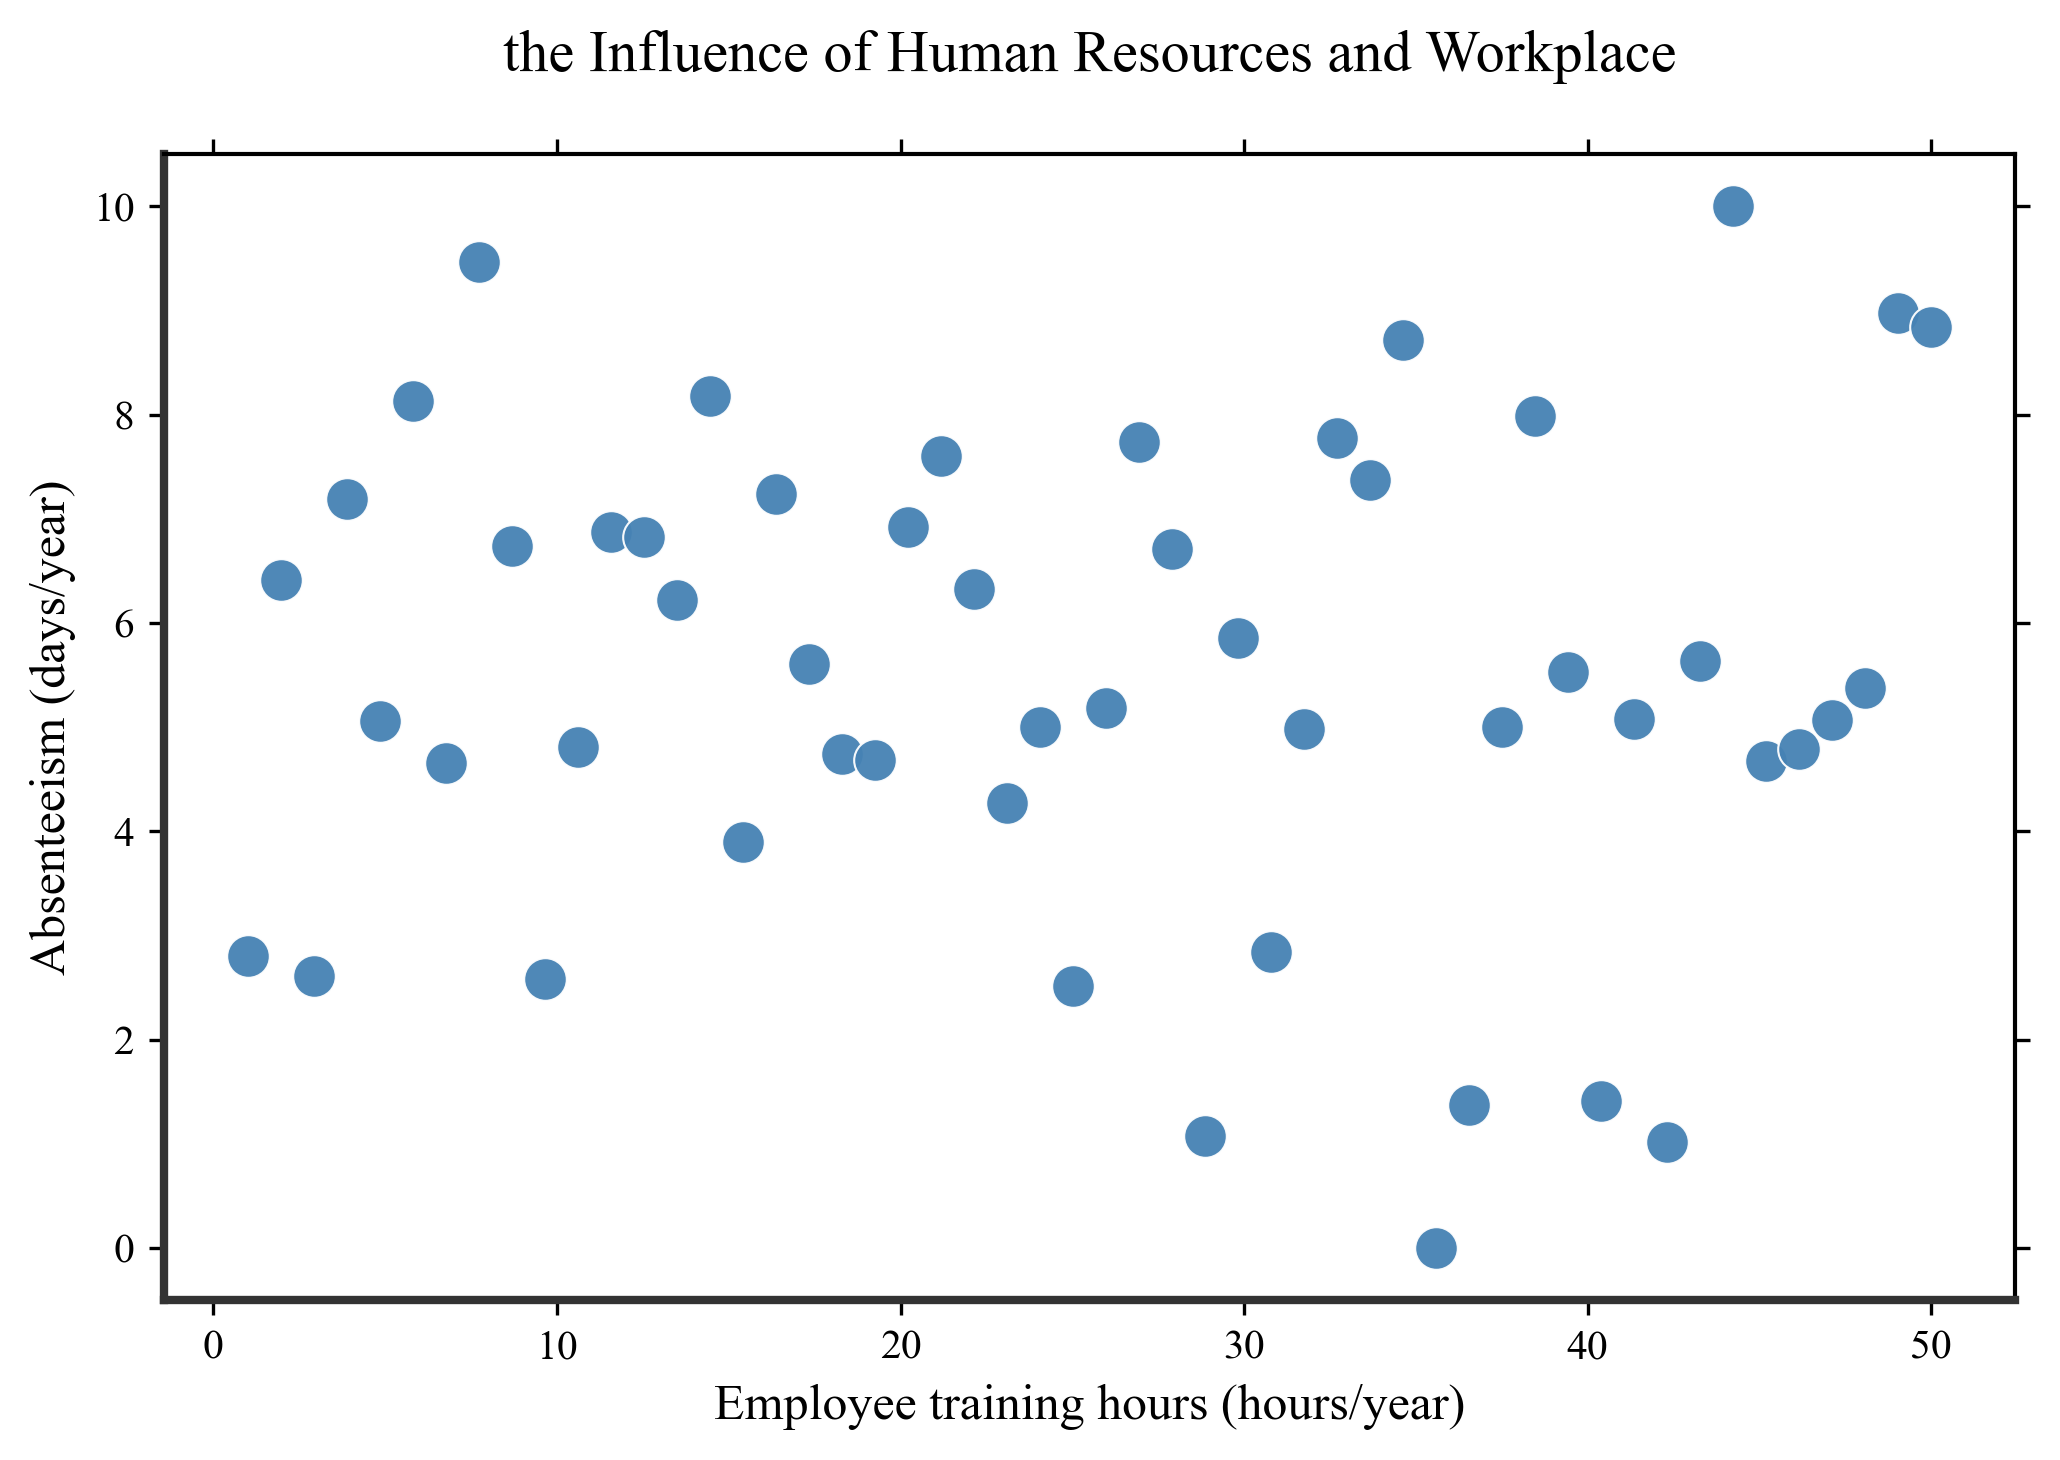 the Influence of Human Resources and Workplace
10
8
6
4
2
0
Absenteeism (days/year)
0 10 20 30 40 50
Employee training hours (hours/year)